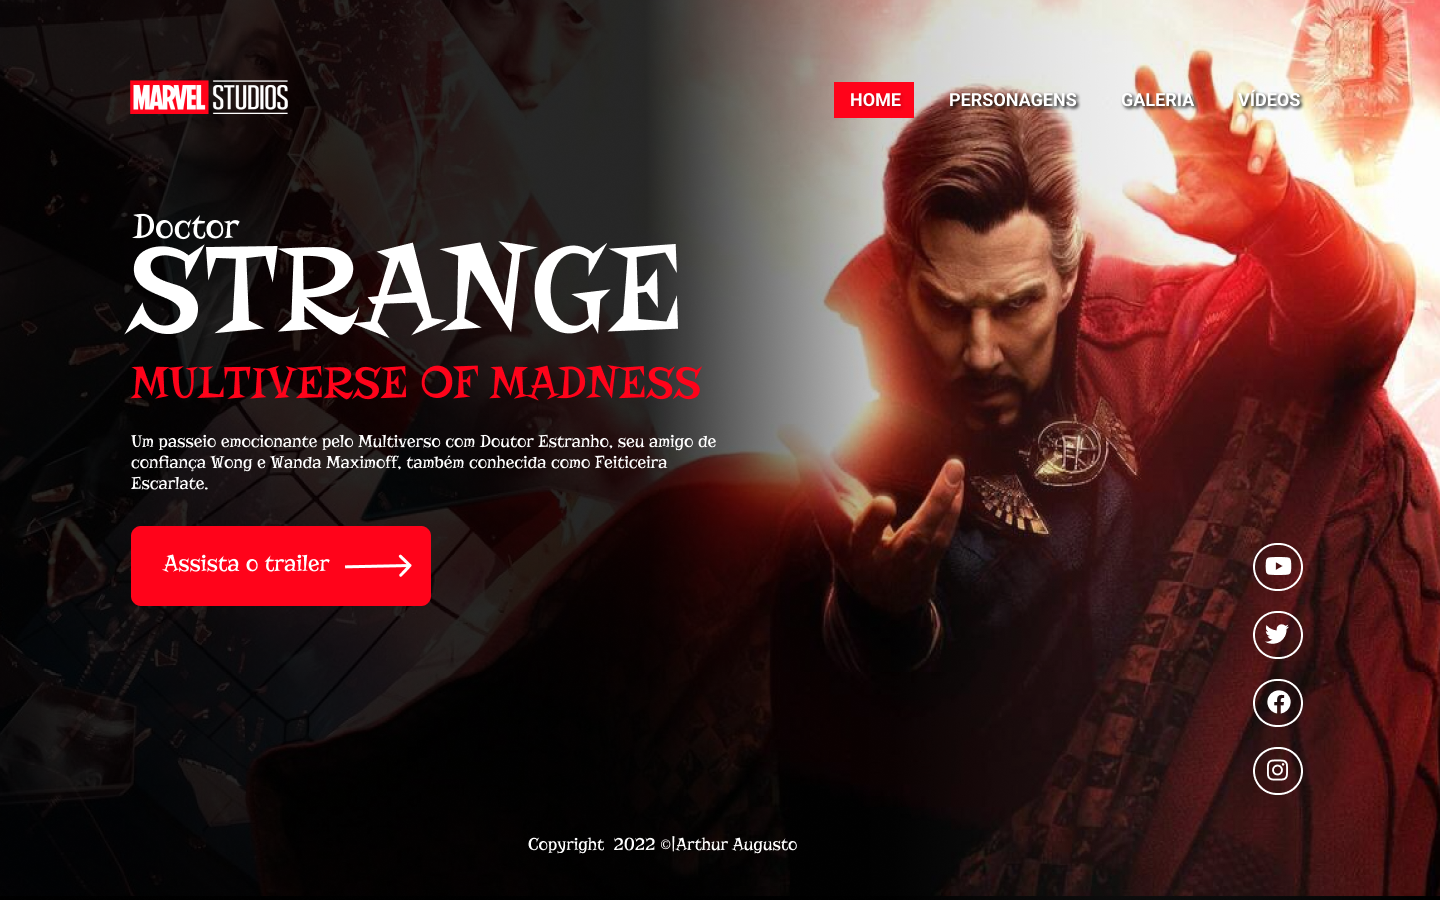 MARVEL STUDIOS
HOME PERSONAGENS GALERIA VÍDEOS
Doctor
STRANGE
MULTIVERSE OF MADNESS
Um passeio emocionante pelo Multiverso com Doutor Estranho, seu amigo de
confiança Wong e Wanda Maximoff, também conhecida como Feiticeira
Escarlate.
Assista o trailer
Copyright 2022 ©|Arthur Augusto